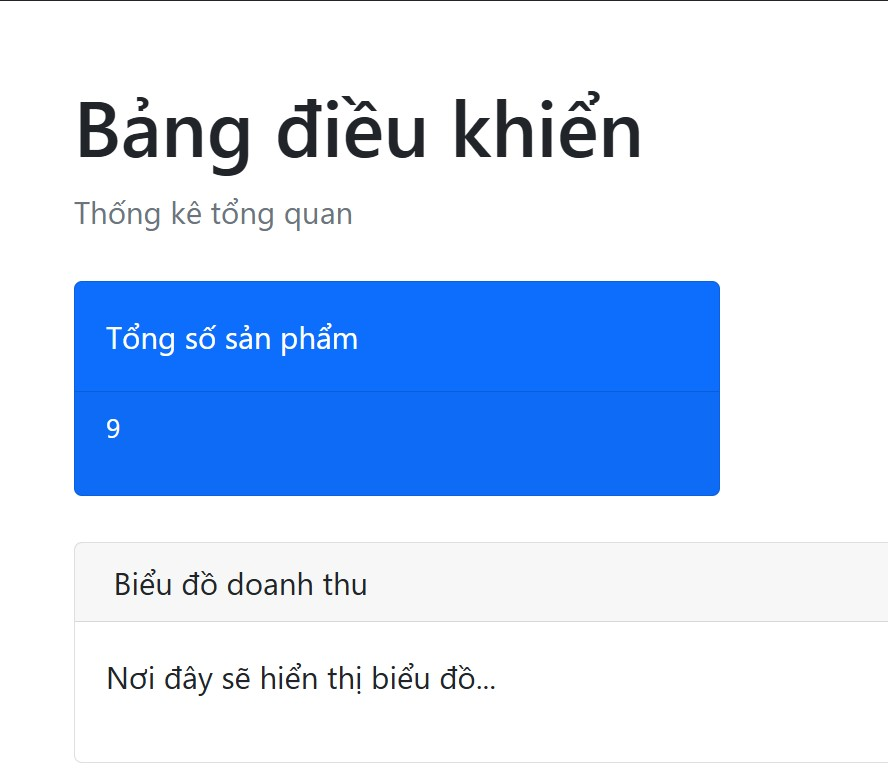 Bảng điều khiển
Thống kê tổng quan
Tổng số sản phẩm
9
Biểu đồ doanh thu
Nơi đây sẽ hiển thị biểu đồ...